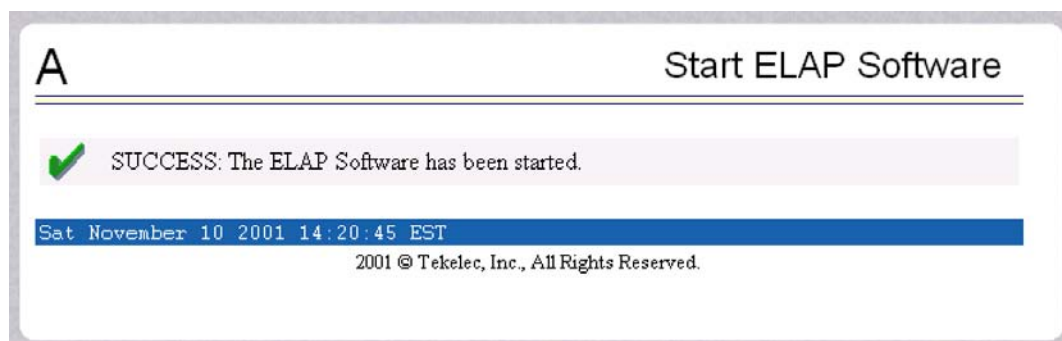 A
Start ELAP Software
SUCCESS: The ELAP Software has been started.
Sat November 10 2001 14:20:45 EST
2001 © Tekelec, Inc., All Rights Reserved.